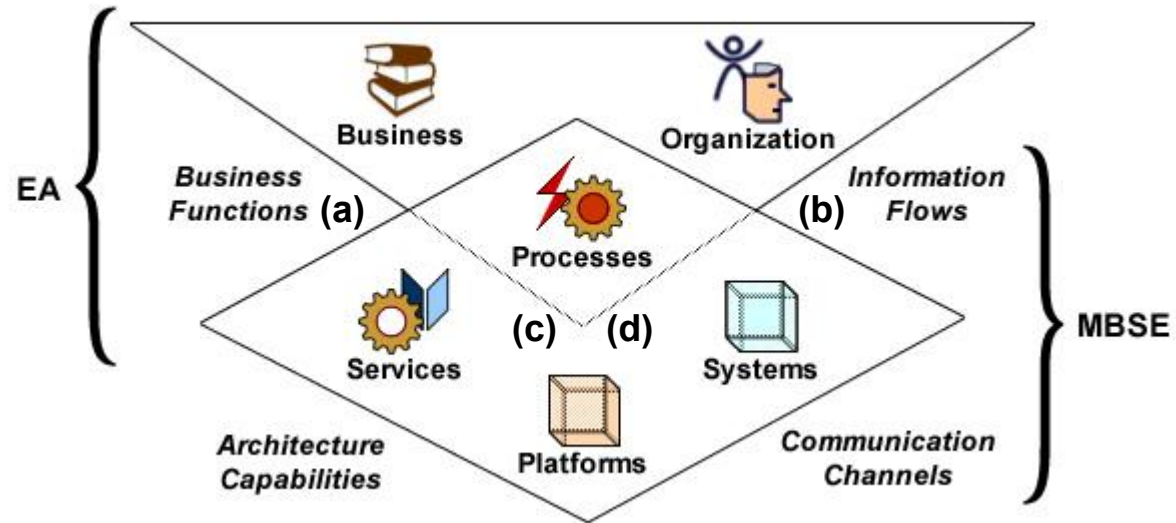 Business
Organization
EA
Business
Functions
(a)
(b)
Information
Flows
Processes
(c)
(d)
MBSE
Services
Systems
Architecture
Capabilities
Platforms
Communication
Channels